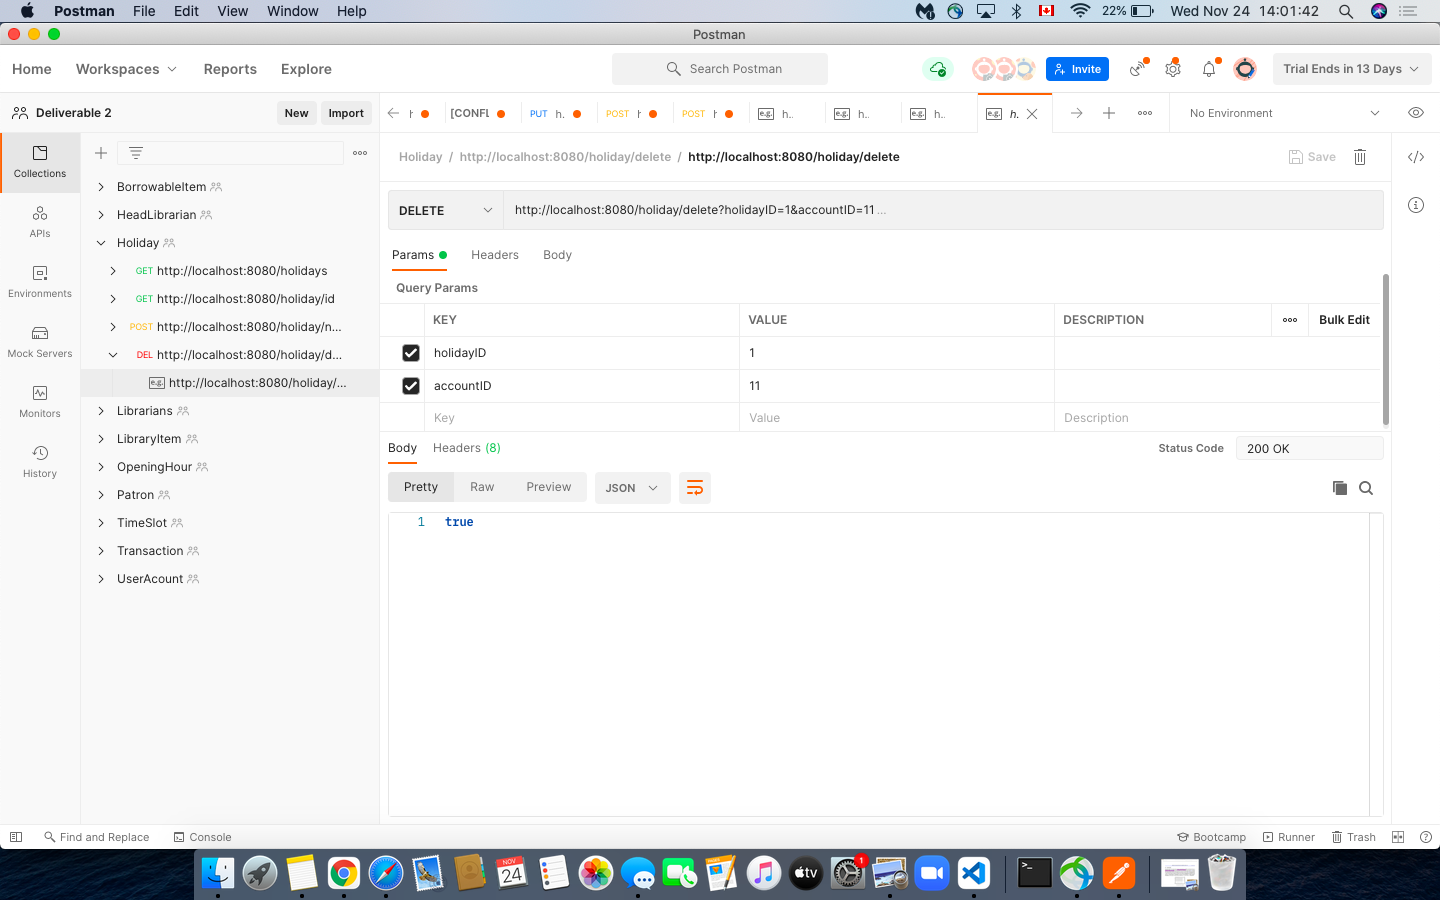 Postman File Edit View Window Help 22% Wed Nov 24 14:01:42
Postman
Home Workspaces Reports Explore Search Postman Invite Trial Ends in 13 Days
Deliverable 2 New Import
h [CONFL PUT h. POST h POST h e.g. h.. e.g. h.. e.g. h.. e.g. h. No Environment
Collections
APIs
Environments
Mock Servers
Monitors
History
BorrowableItem
HeadLibrarian
Holiday
GET http://localhost:8080/holidays
GET http://localhost:8080/holiday/id
POST http://localhost:8080/holiday/n...
DEL http://localhost:8080/holiday/d...
e.g. http://localhost:8080/holiday/...
Librarians
LibraryItem
OpeningHour
Patron
TimeSlot
Transaction
UserAcount
Holiday / http://localhost:8080/holiday/delete / http://localhost:8080/holiday/delete Save
DELETE http://localhost:8080/holiday/delete?holidayID=1&accountID=11 ...
Params Headers Body
Query Params
KEY VALUE DESCRIPTION Bulk Edit
holidayID 1
accountID 11
Key Value Description
Body Headers (8) Status Code 200 OK
Pretty Raw Preview JSON
1 true
Find and Replace Console Bootcamp Runner Trash
NOV
24
tv
1